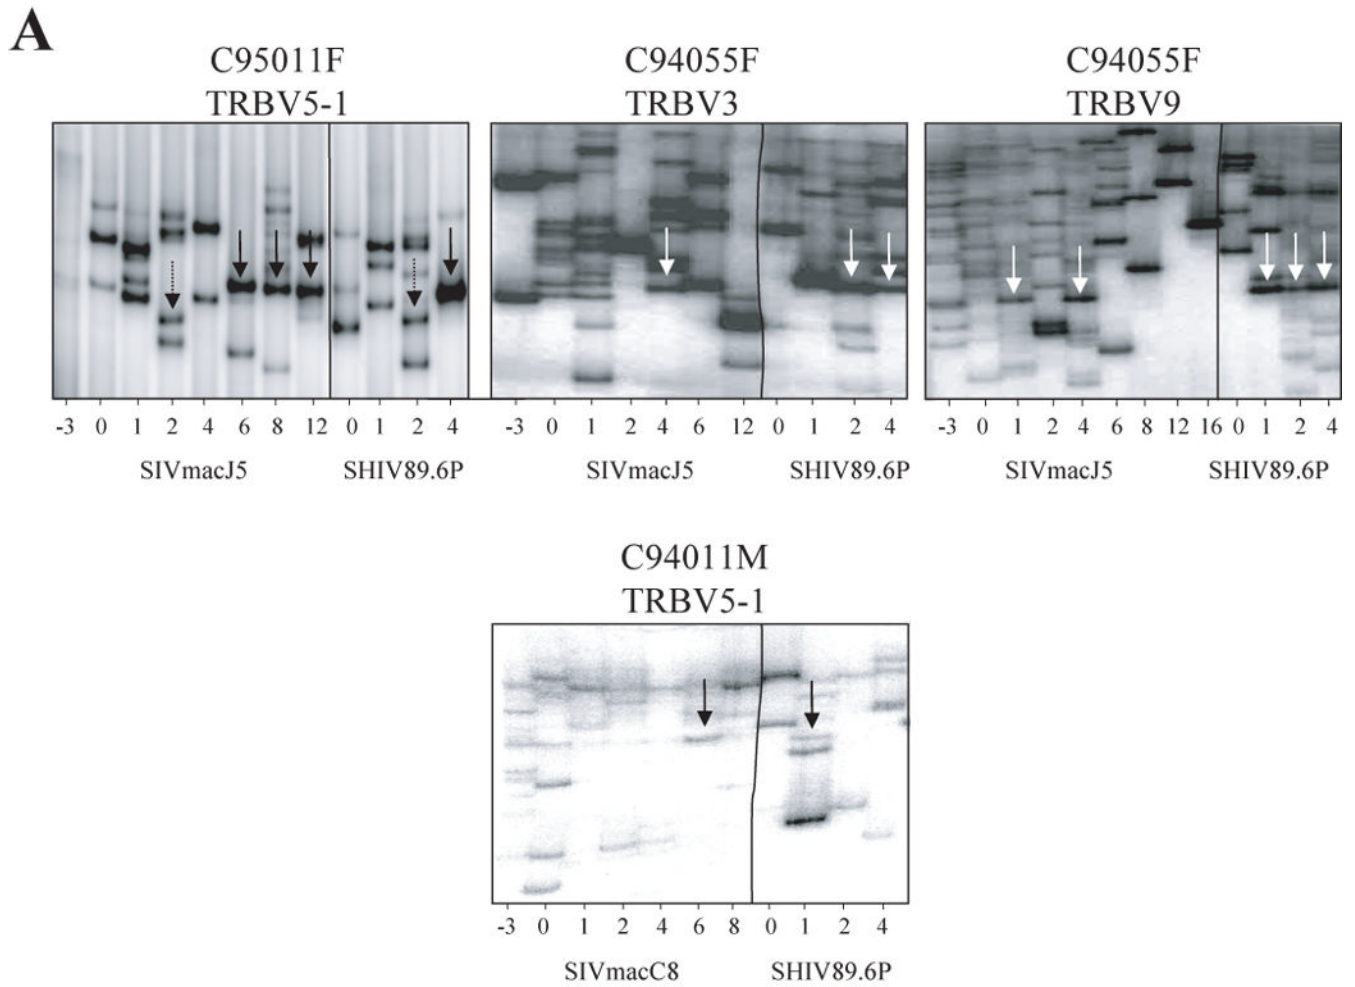 A
C95011F
TRBV5-1
C94055F
TRBV3
C94055F
TRBV9
-3 0 1 2 4 6 8 12 0 1 2 4
SIVmacJ5 SHIV89.6P
-3 0 1 2 4 6 12 0 1 2 4
SIVmacJ5 SHIV89.6P
-3 0 1 2 4 6 8 12 16 0 1 2 4
SIVmacJ5 SHIV89.6P
C94011M
TRBV5-1
-3 0 1 2 4 6 8 0 1 2 4
SIVmacC8 SHIV89.6P